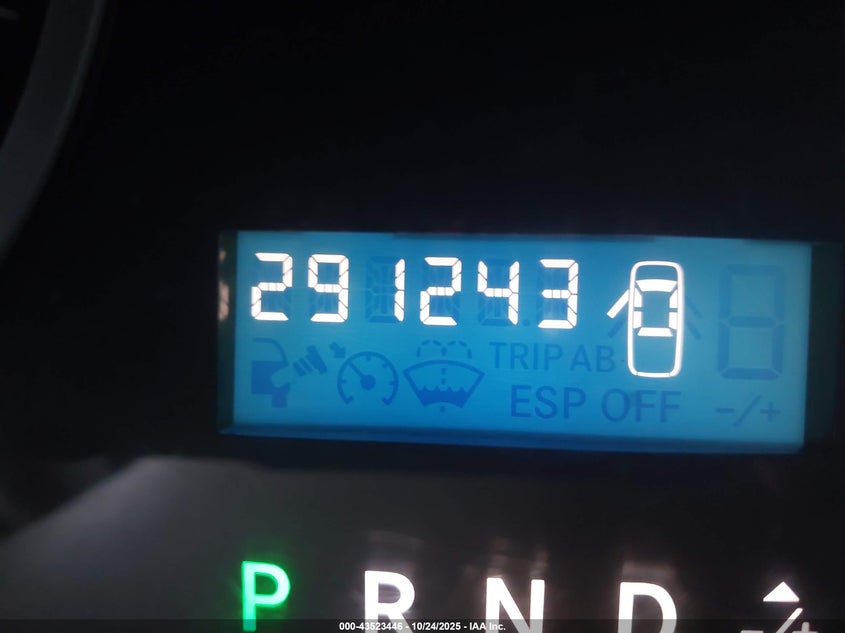 291243
TRIP AB
ESP OFF
-/+
P R N D -/+
000-43523446 - 10/24/2025 - IAA Inc.